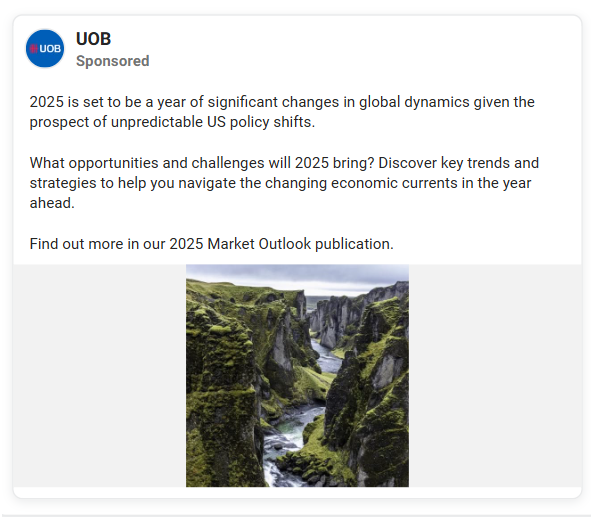 UOB
UOB
Sponsored
2025 is set to be a year of significant changes in global dynamics given the
prospect of unpredictable US policy shifts.
What opportunities and challenges will 2025 bring? Discover key trends and
strategies to help you navigate the changing economic currents in the year
ahead.
Find out more in our 2025 Market Outlook publication.